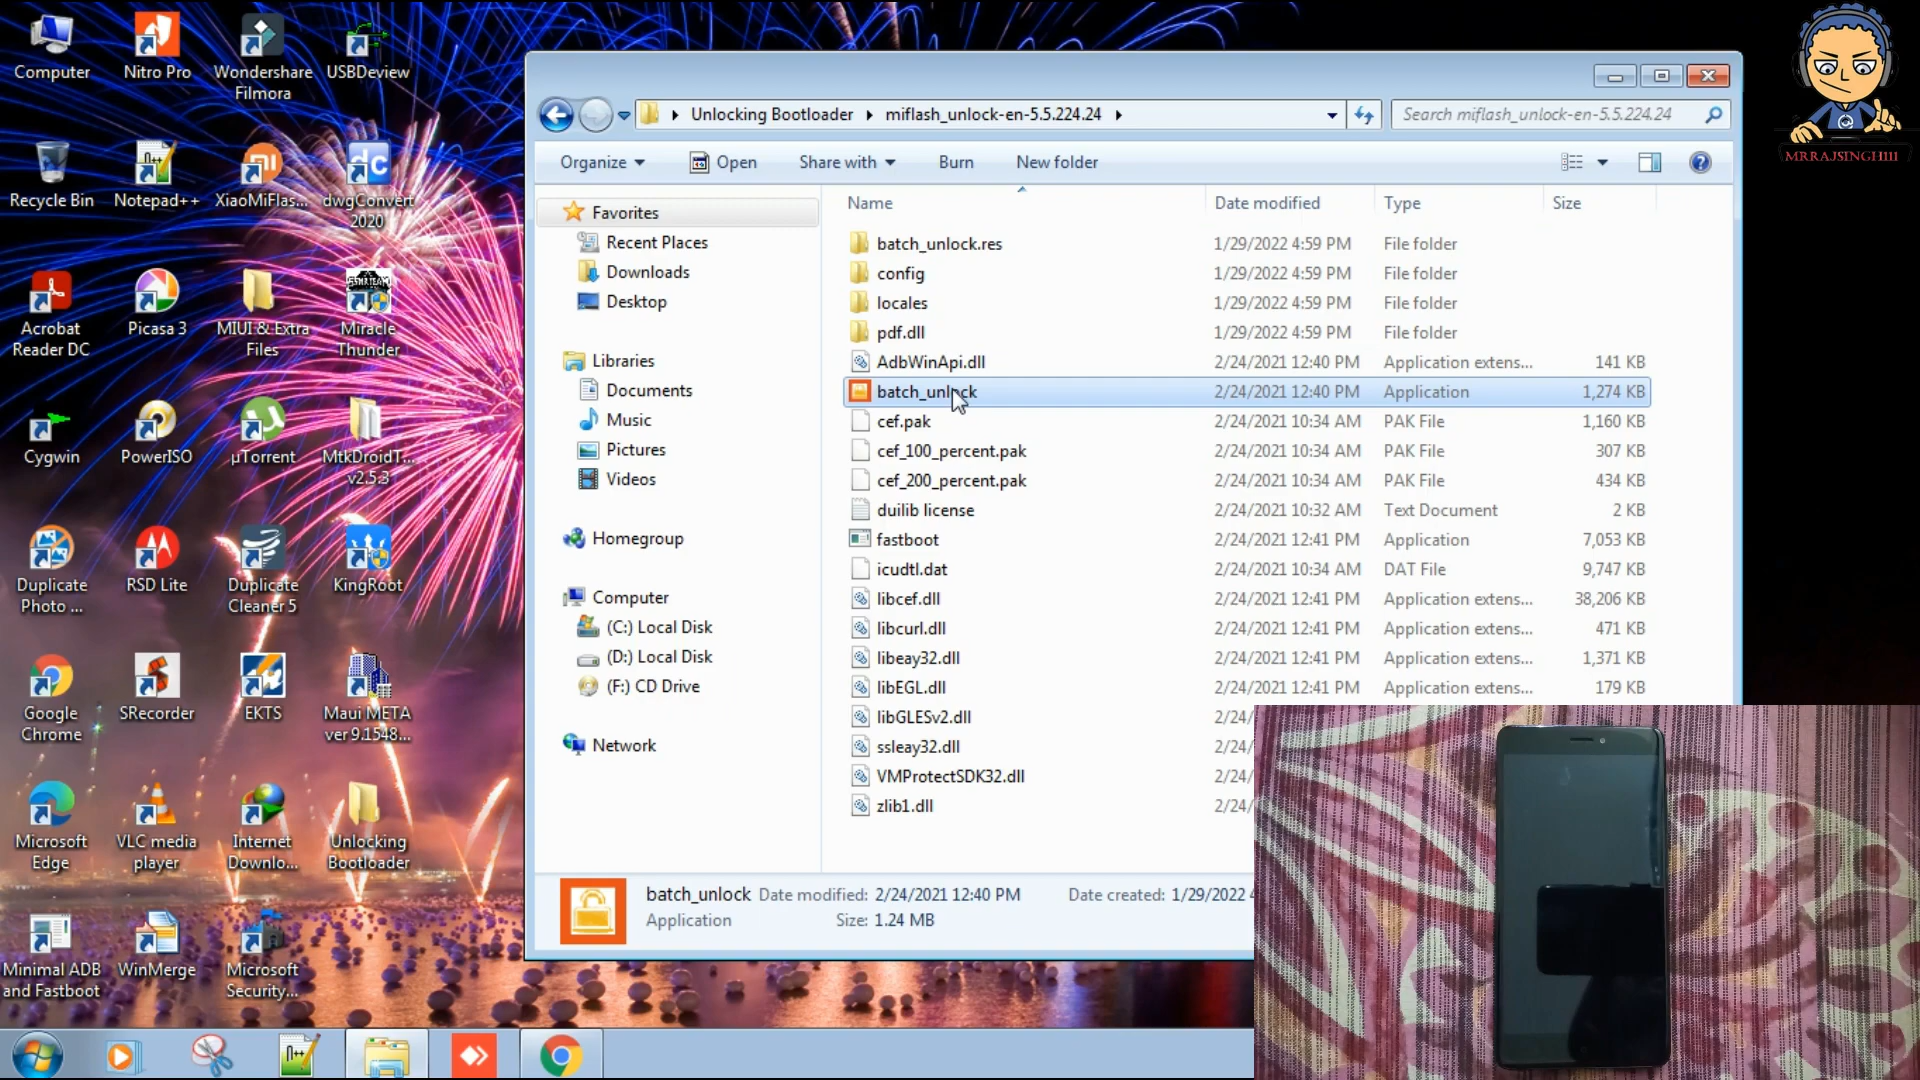 Computer
Nitro Pro
Wondershare
Filmora
USBDeview
Recycle Bin
Notepad++
XiaoMiFlas...
dwgConvert
2020
Acrobat
Reader DC
Picasa 3
MIUI & Extra
Files
Miracle
Thunder
Cygwin
PowerISO
µTorrent
MtkDroidT...
v2.5.3
Duplicate
Photo ...
RSD Lite
Duplicate
Cleaner 5
KingRoot
Google
Chrome
SRecorder
EKTS
Maui META
ver 9.1548...
Microsoft
Edge
VLC media
player
Internet
Downlo...
Unlocking
Bootloader
Minimal ADB
and Fastboot
WinMerge
Microsoft
Security...
Unlocking Bootloader miflash_unlock-en-5.5.224.24
Search miflash_unlock-en-5.5.224.24
Organize Open Share with Burn New folder
Favorites
Recent Places
Downloads
Desktop
Libraries
Documents
Music
Pictures
Videos
Homegroup
Computer
(C:) Local Disk
(D:) Local Disk
(F:) CD Drive
Network
Name Date modified Type Size
batch_unlock.res 1/29/2022 4:59 PM File folder
config 1/29/2022 4:59 PM File folder
locales 1/29/2022 4:59 PM File folder
pdf.dll 1/29/2022 4:59 PM File folder
AdbWinApi.dll 2/24/2021 12:40 PM Application extens... 141 KB
batch_unlock 2/24/2021 12:40 PM Application 1,274 KB
cef.pak 2/24/2021 10:34 AM PAK File 1,160 KB
cef_100_percent.pak 2/24/2021 10:34 AM PAK File 307 KB
cef_200_percent.pak 2/24/2021 10:34 AM PAK File 434 KB
duilib license 2/24/2021 10:32 AM Text Document 2 KB
fastboot 2/24/2021 12:41 PM Application 7,053 KB
icudtl.dat 2/24/2021 10:34 AM DAT File 9,747 KB
libcef.dll 2/24/2021 12:41 PM Application extens... 38,206 KB
libcurl.dll 2/24/2021 12:41 PM Application extens... 471 KB
libeay32.dll 2/24/2021 12:41 PM Application extens... 1,371 KB
libEGL.dll 2/24/2021 12:41 PM Application extens... 179 KB
libGLESv2.dll 2/24/
ssleay32.dll 2/24/
VMProtectSDK32.dll 2/24/
zlib1.dll 2/24/
batch_unlock Date modified: 2/24/2021 12:40 PM Date created: 1/29/2022 4
Application Size: 1.24 MB
MRRAJSINGH111